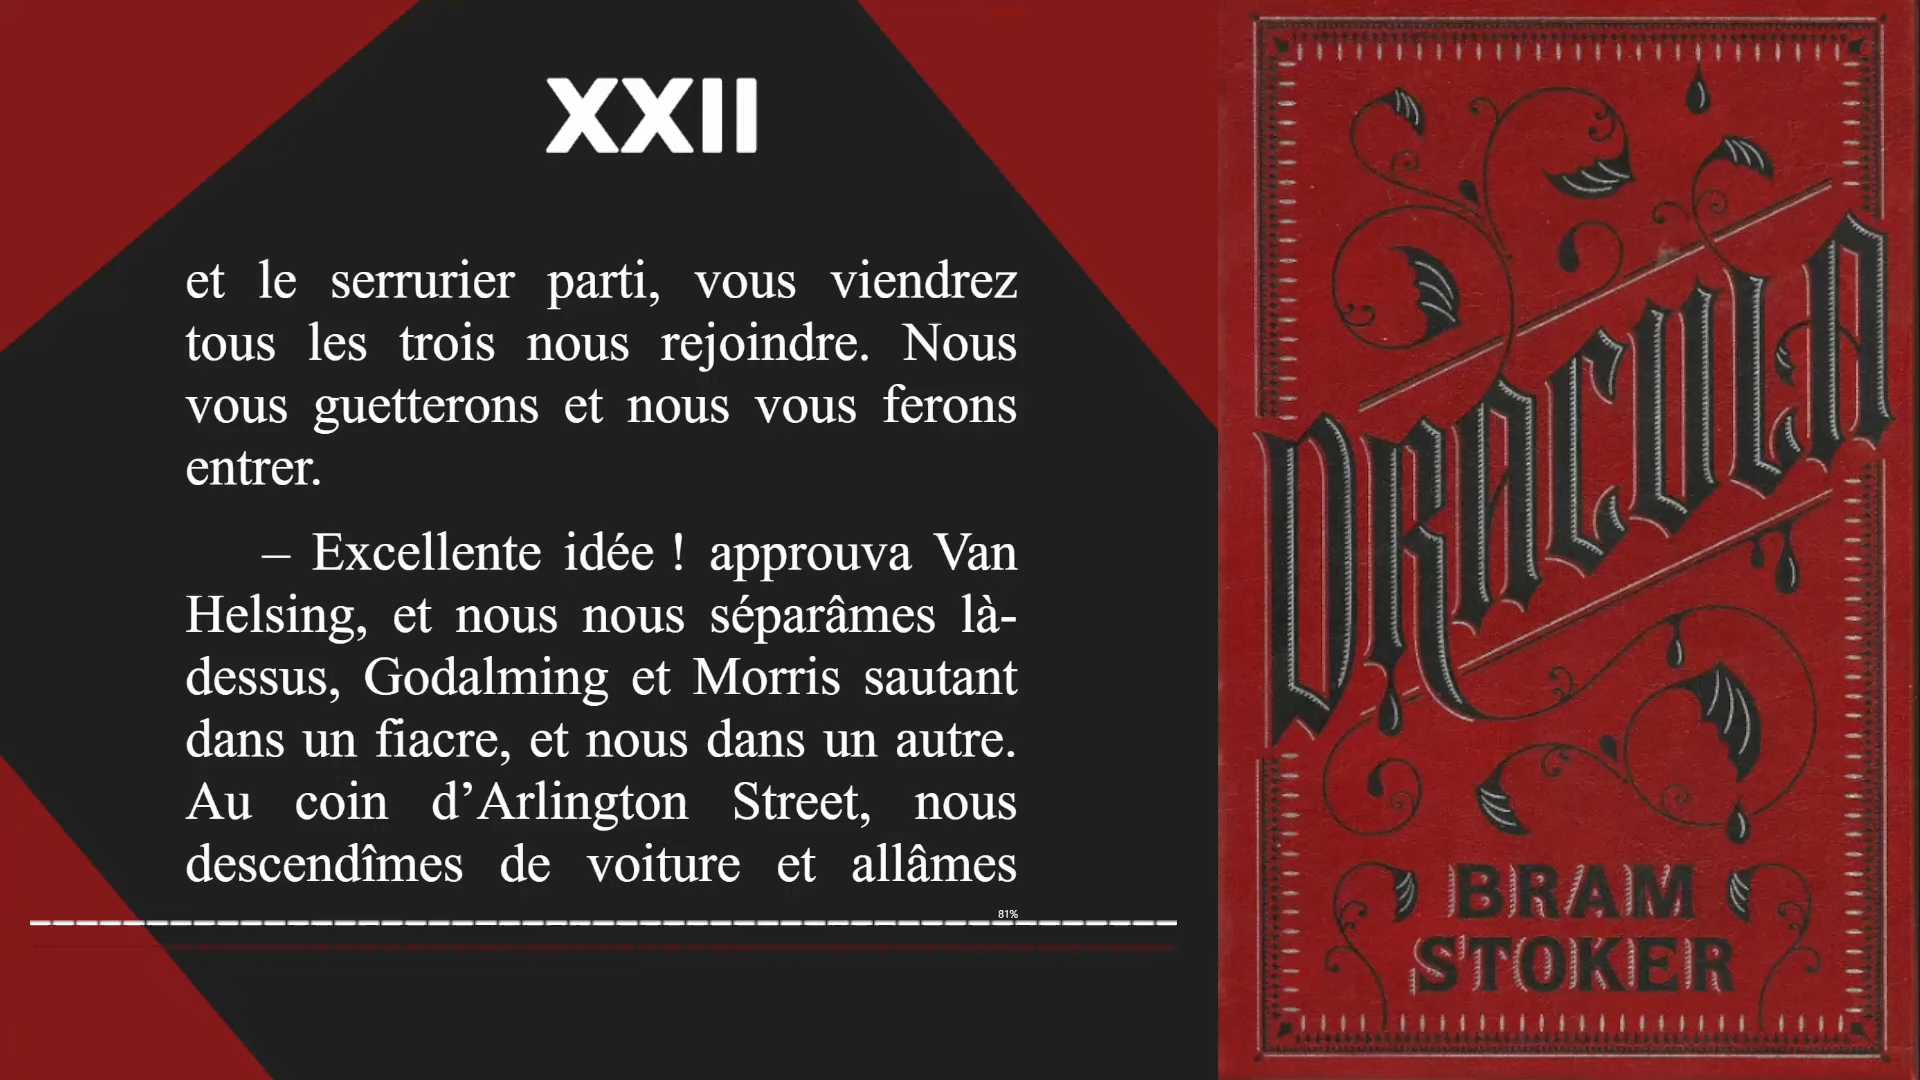 XXII
et le serrurier parti, vous viendrez
tous les trois nous rejoindre. Nous
vous guetterons et nous vous ferons
entrer.
– Excellente idée ! approuva Van
Helsing, et nous nous séparâmes là-
dessus, Godalming et Morris sautant
dans un fiacre, et nous dans un autre.
Au coin d’Arlington Street, nous
descendîmes de voiture et allâmes
81%
DRACULA
BRAM
STOKER